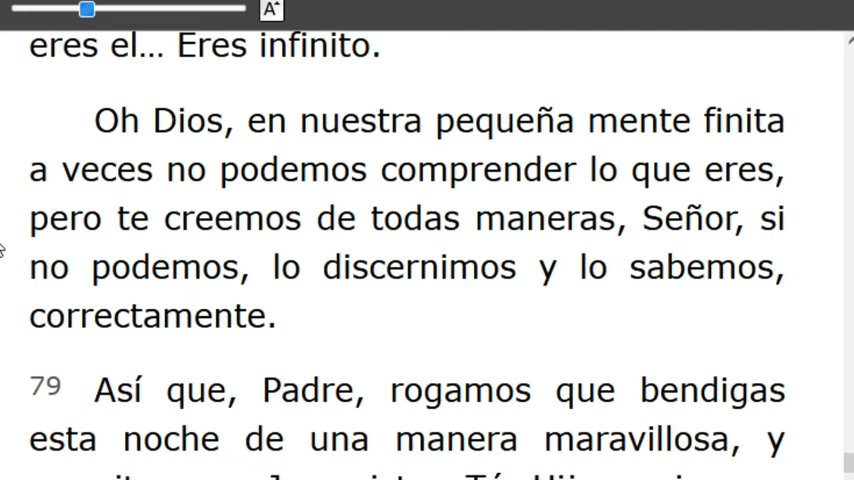 A
eres el... Eres infinito.
Oh Dios, en nuestra pequeña mente finita
a veces no podemos comprender lo que eres,
pero te creemos de todas maneras, Señor, si
no podemos, lo discernimos y lo sabemos,
correctamente.
79 Así que, Padre, rogamos que bendigas
esta noche de una manera maravillosa, y